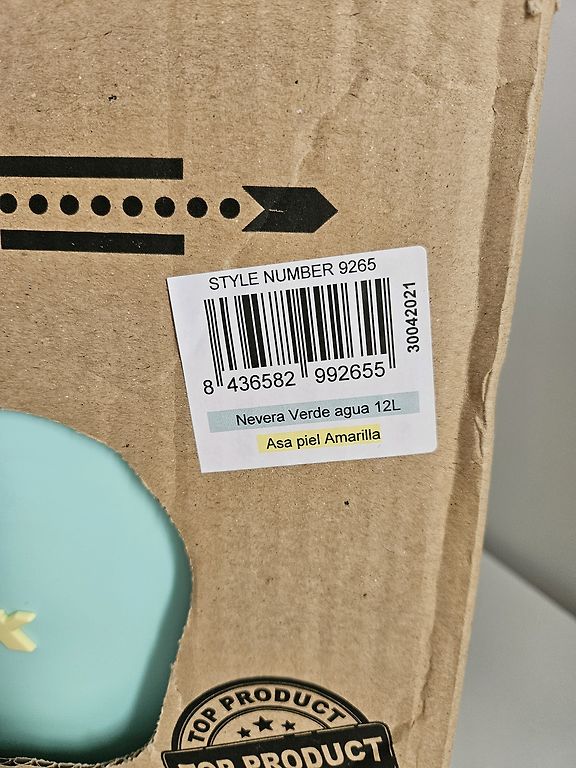 STYLE NUMBER 9265
30042021
8 436582 992655
Nevera Verde agua 12L
Asa piel Amarilla
X
TOP PRODUCT
TOP PRODUCT